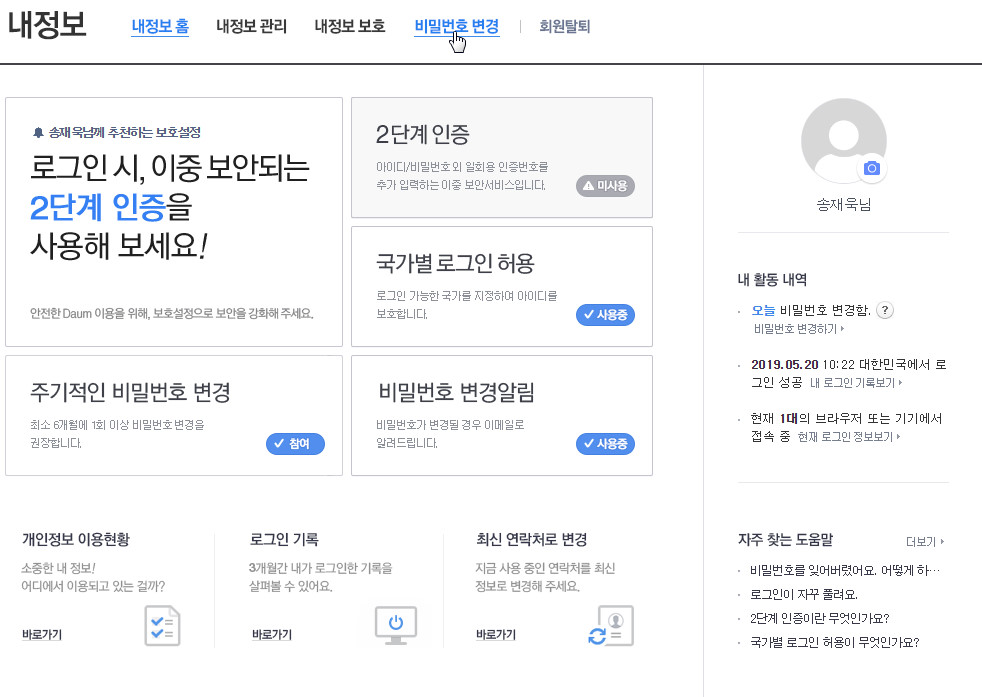 내정보
내정보 홈
내정보 관리
내정보 보호
비밀번호 변경
회원탈퇴
송재욱님께 추천하는 보호설정
로그인 시, 이중 보안되는
2단계 인증을
사용해 보세요!
안전한 Daum 이용을 위해, 보호설정으로 보안을 강화해 주세요.
2단계 인증
아이디/비밀번호 외 일회용 인증번호를
추가 입력하는 이중 보안서비스입니다.
미사용
국가별 로그인 허용
로그인 가능한 국가를 지정하여 아이디를
보호합니다.
사용중
주기적인 비밀번호 변경
최소 6개월에 1회 이상 비밀번호 변경을
권장합니다.
참여
비밀번호 변경알림
비밀번호가 변경될 경우 이메일로
알려드립니다.
사용중
개인정보 이용현황
소중한 내 정보!
어디에서 이용되고 있는 걸까?
바로가기
로그인 기록
3개월간 내가 로그인한 기록을
살펴볼 수 있어요.
바로가기
최신 연락처로 변경
지금 사용 중인 연락처를 최신
정보로 변경해 주세요.
바로가기
송재욱님
내 활동 내역
· 오늘 비밀번호 변경함. ?
비밀번호 변경하기
· 2019.05.20 10:22 대한민국에서 로
그인 성공 내 로그인 기록보기
· 현재 1대의 브라우저 또는 기기에서
접속 중 현재 로그인 정보보기
자주 찾는 도움말
더보기
· 비밀번호를 잊어버렸어요. 어떻게 하…
· 로그인이 자꾸 풀려요.
· 2단계 인증이란 무엇인가요?
· 국가별 로그인 허용이 무엇인가요?